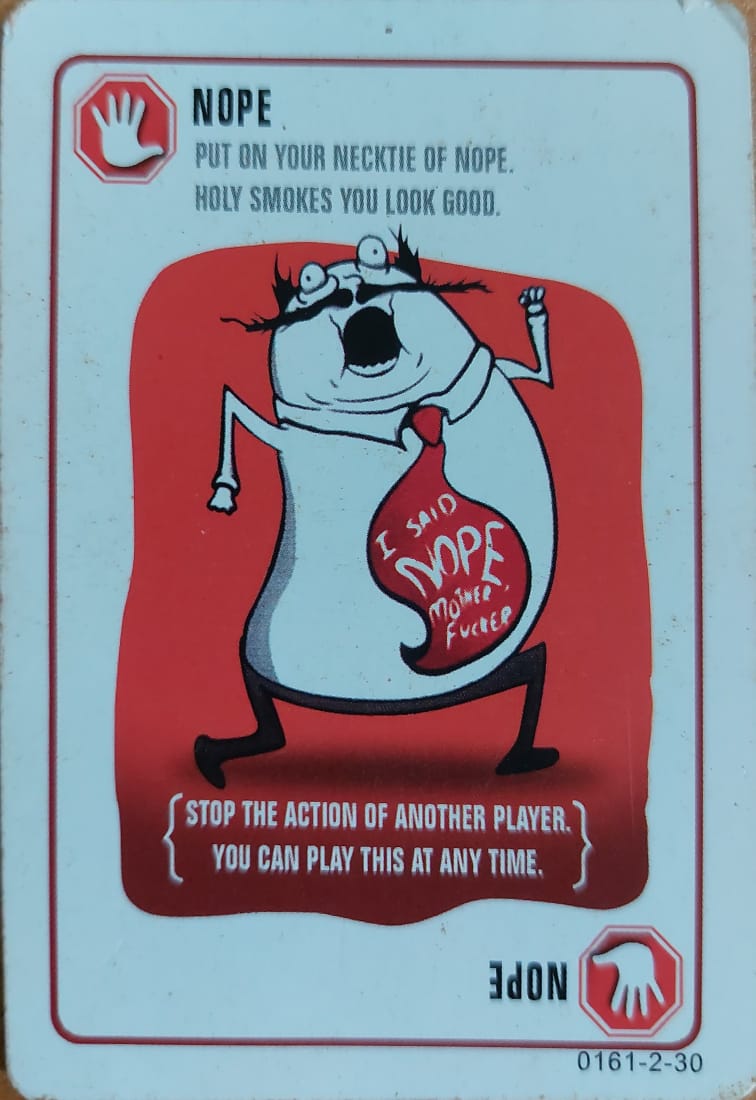 NOPE
PUT ON YOUR NECKTIE OF NOPE.
HOLY SMOKES YOU LOOK GOOD.
I SAID
NOPE
MOTHER,
FUCKER
STOP THE ACTION OF ANOTHER PLAYER.
YOU CAN PLAY THIS AT ANY TIME.
NOPE
0161-2-30